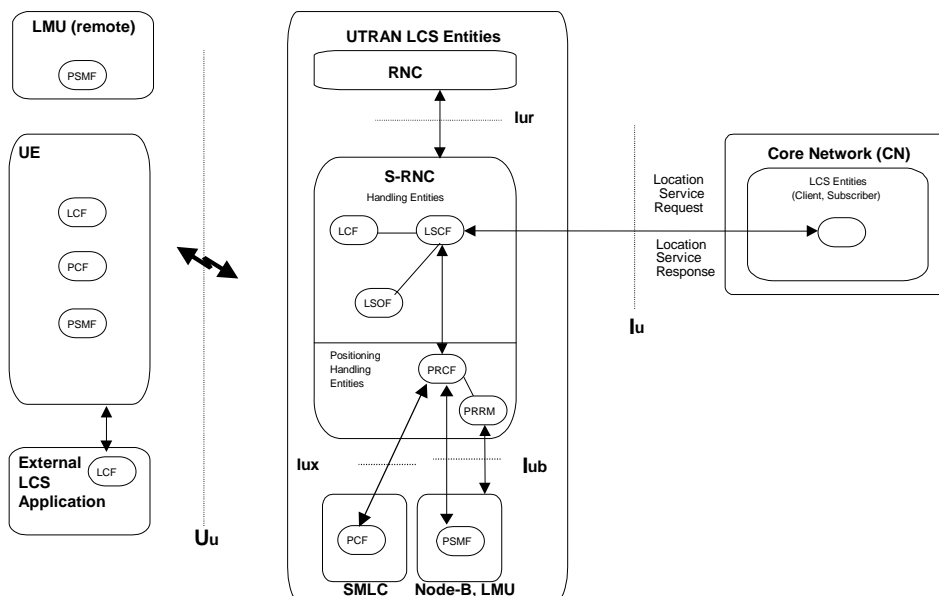 LMU (remote)
PSMF
UE
LCF
PCF
PSMF
External
LCS
Application
LCF
Uu
UTRAN LCS Entities
RNC
Iur
S-RNC
Handling Entities
LCF
LSCF
LSOF
Positioning
Handling
Entities
PRCF
PRRM
Iux
Iub
PCF
PSMF
SMLC
Node-B, LMU
Location
Service
Request
Location
Service
Response
Iu
Core Network (CN)
LCS Entities
(Client, Subscriber)